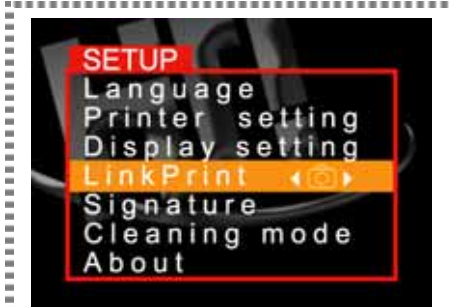 SETUP
Language
Printer setting
Display setting
LinkPrint
Signature
Cleaning mode
About